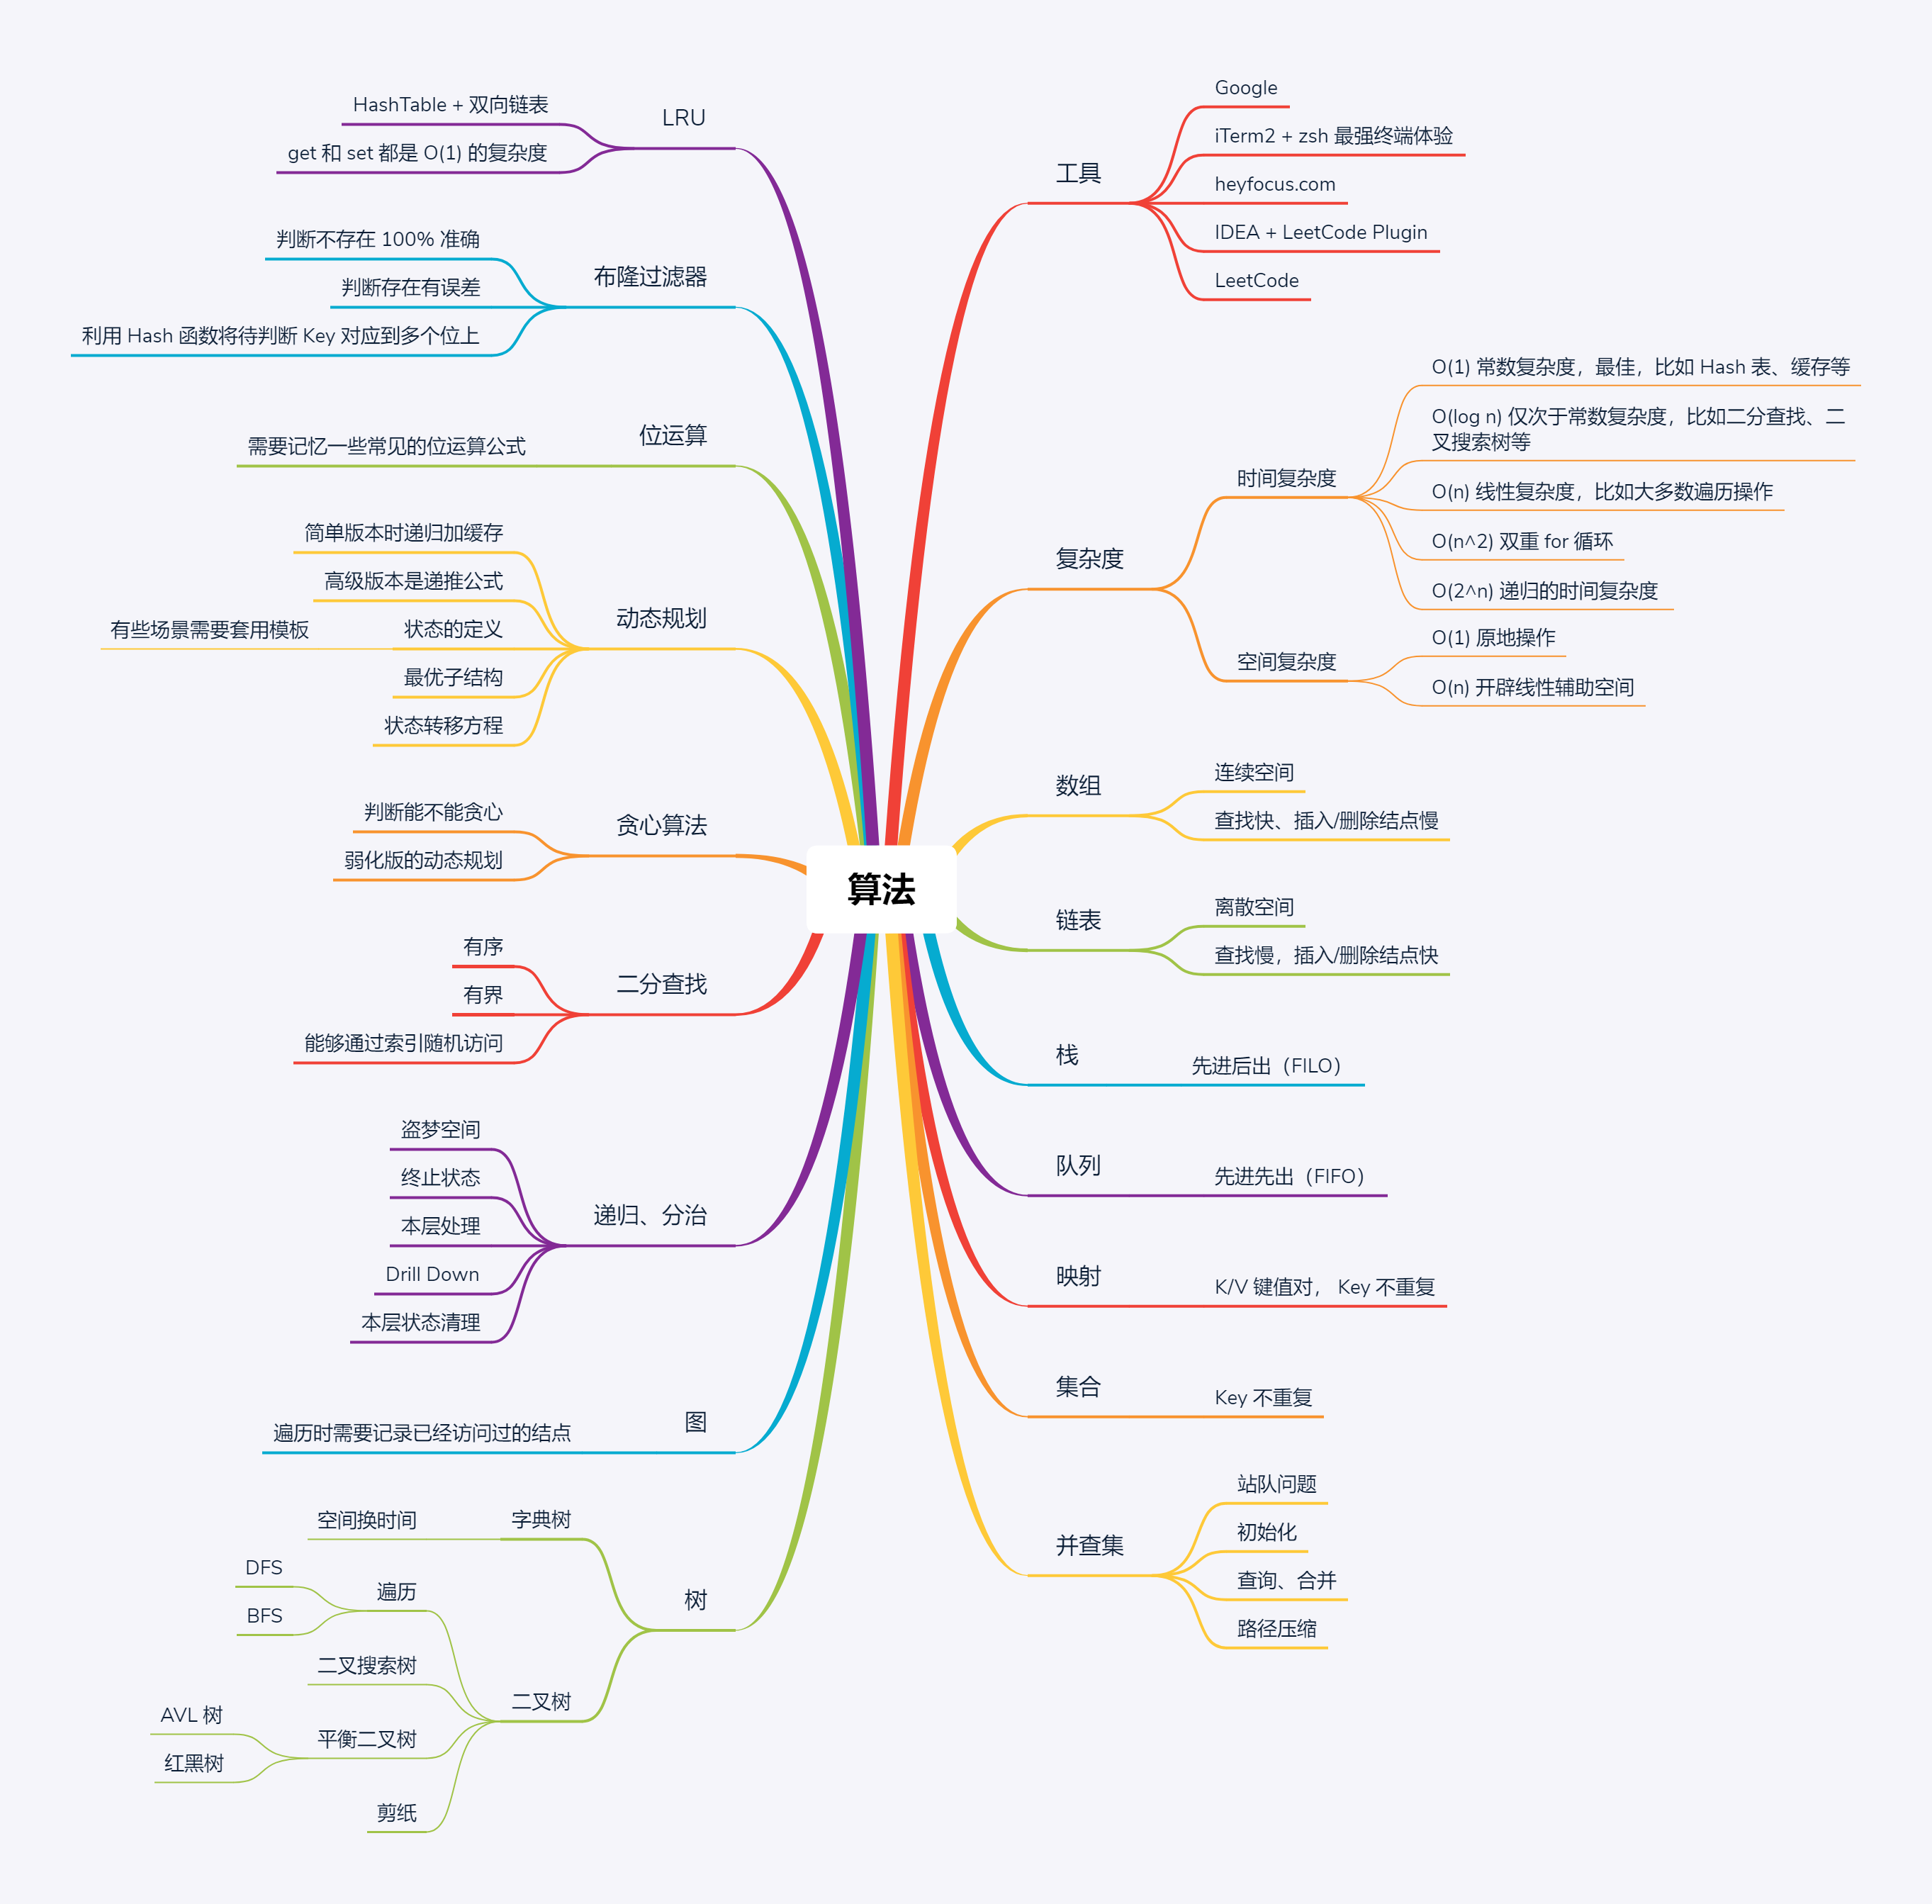 算法
工具
Google
iTerm2 + zsh 最强终端体验
heyfocus.com
IDEA + LeetCode Plugin
LeetCode
复杂度
时间复杂度
O(1) 常数复杂度，最佳，比如 Hash 表、缓存等
O(log n) 仅次于常数复杂度，比如二分查找、二
叉搜索树等
O(n) 线性复杂度，比如大多数遍历操作
O(n^2) 双重 for 循环
O(2^n) 递归的时间复杂度
空间复杂度
O(1) 原地操作
O(n) 开辟线性辅助空间
数组
连续空间
查找快、插入/删除结点慢
链表
离散空间
查找慢，插入/删除结点快
栈
先进后出（FILO）
队列
先进先出（FIFO）
映射
K/V 键值对， Key 不重复
集合
Key 不重复
并查集
站队问题
初始化
查询、合并
路径压缩
LRU
HashTable + 双向链表
get 和 set 都是 O(1) 的复杂度
布隆过滤器
判断不存在 100% 准确
判断存在有误差
利用 Hash 函数将待判断 Key 对应到多个位上
位运算
需要记忆一些常见的位运算公式
动态规划
简单版本时递归加缓存
高级版本是递推公式
状态的定义
有些场景需要套用模板
最优子结构
状态转移方程
贪心算法
判断能不能贪心
弱化版的动态规划
二分查找
有序
有界
能够通过索引随机访问
递归、分治
盗梦空间
终止状态
本层处理
Drill Down
本层状态清理
图
遍历时需要记录已经访问过的结点
树
字典树
空间换时间
二叉树
遍历
DFS
BFS
二叉搜索树
平衡二叉树
AVL 树
红黑树
剪纸